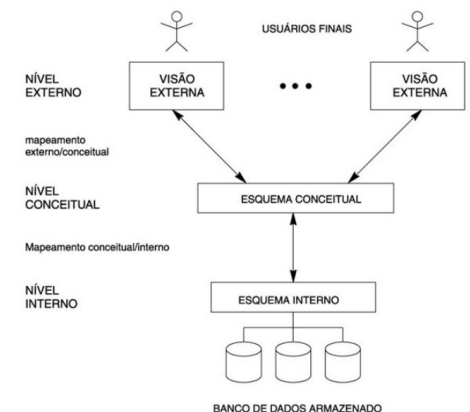 USUÁRIOS FINAIS
NÍVEL
EXTERNO
VISÃO
EXTERNA
VISÃO
EXTERNA
mapeamento
externo/conceitual
NÍVEL
CONCEITUAL
ESQUEMA CONCEITUAL
Mapeamento conceitual/interno
NÍVEL
INTERNO
ESQUEMA INTERNO
BANCO DE DADOS ARMAZENADO